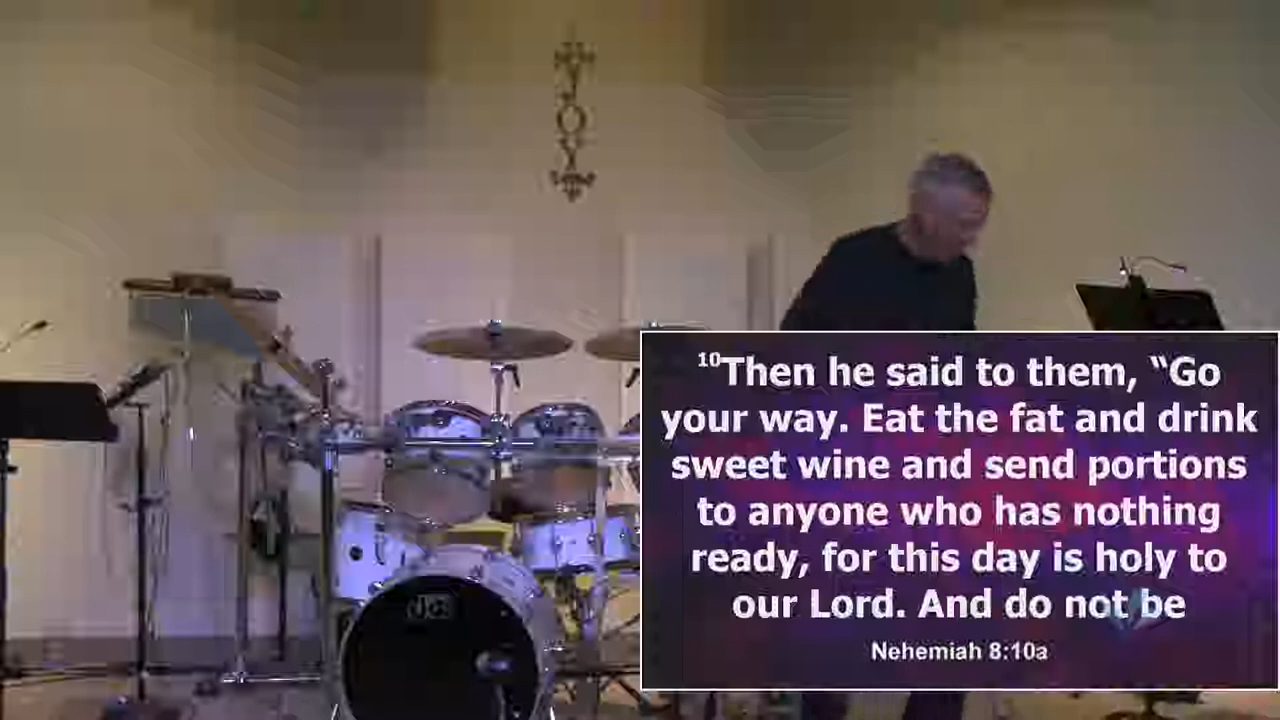 J
O
Y
10Then he said to them, “Go
your way. Eat the fat and drink
sweet wine and send portions
to anyone who has nothing
ready, for this day is holy to
our Lord. And do not be
Nehemiah 8:10a